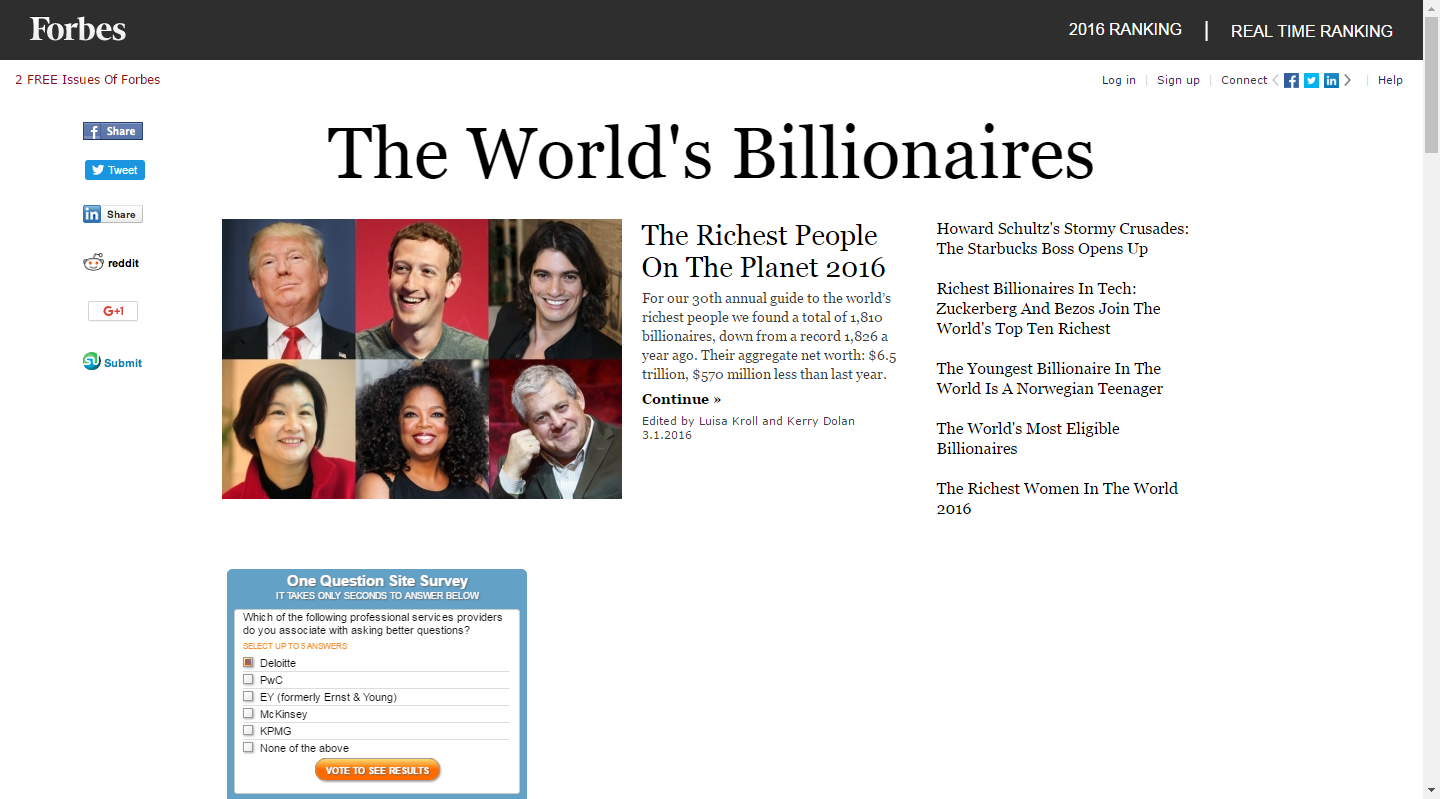 Forbes
2016 RANKING
REAL TIME RANKING
2 FREE Issues Of Forbes
Log in
Sign up
Connect
Help
Share
Tweet
Share
reddit
G+1
Submit
The World's Billionaires
The Richest People
On The Planet 2016
For our 30th annual guide to the world’s
richest people we found a total of 1,810
billionaires, down from a record 1,826 a
year ago. Their aggregate net worth: $6.5
trillion, $570 million less than last year.
Continue »
Edited by Luisa Kroll and Kerry Dolan
3.1.2016
Howard Schultz's Stormy Crusades:
The Starbucks Boss Opens Up
Richest Billionaires In Tech:
Zuckerberg And Bezos Join The
World's Top Ten Richest
The Youngest Billionaire In The
World Is A Norwegian Teenager
The World's Most Eligible
Billionaires
The Richest Women In The World
2016
One Question Site Survey
IT TAKES ONLY SECONDS TO ANSWER BELOW
Which of the following professional services providers
do you associate with asking better questions?
SELECT UP TO 5 ANSWERS
Deloitte
PwC
EY (formerly Ernst & Young)
McKinsey
KPMG
None of the above
VOTE TO SEE RESULTS